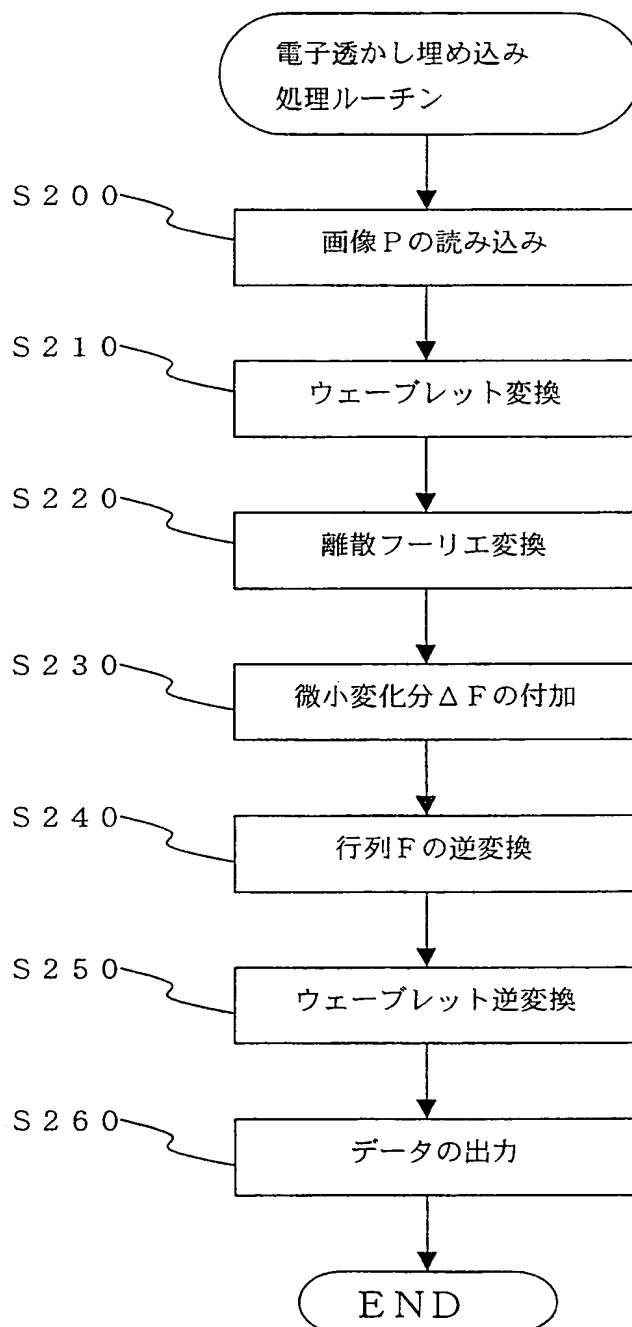 電子透かし埋め込み
処理ルーチン
S200
画像Pの読み込み
S210
ウェーブレット変換
S220
離散フーリエ変換
S230
微小変化分ΔFの付加
S240
行列Fの逆変換
S250
ウェーブレット逆変換
S260
データの出力
END